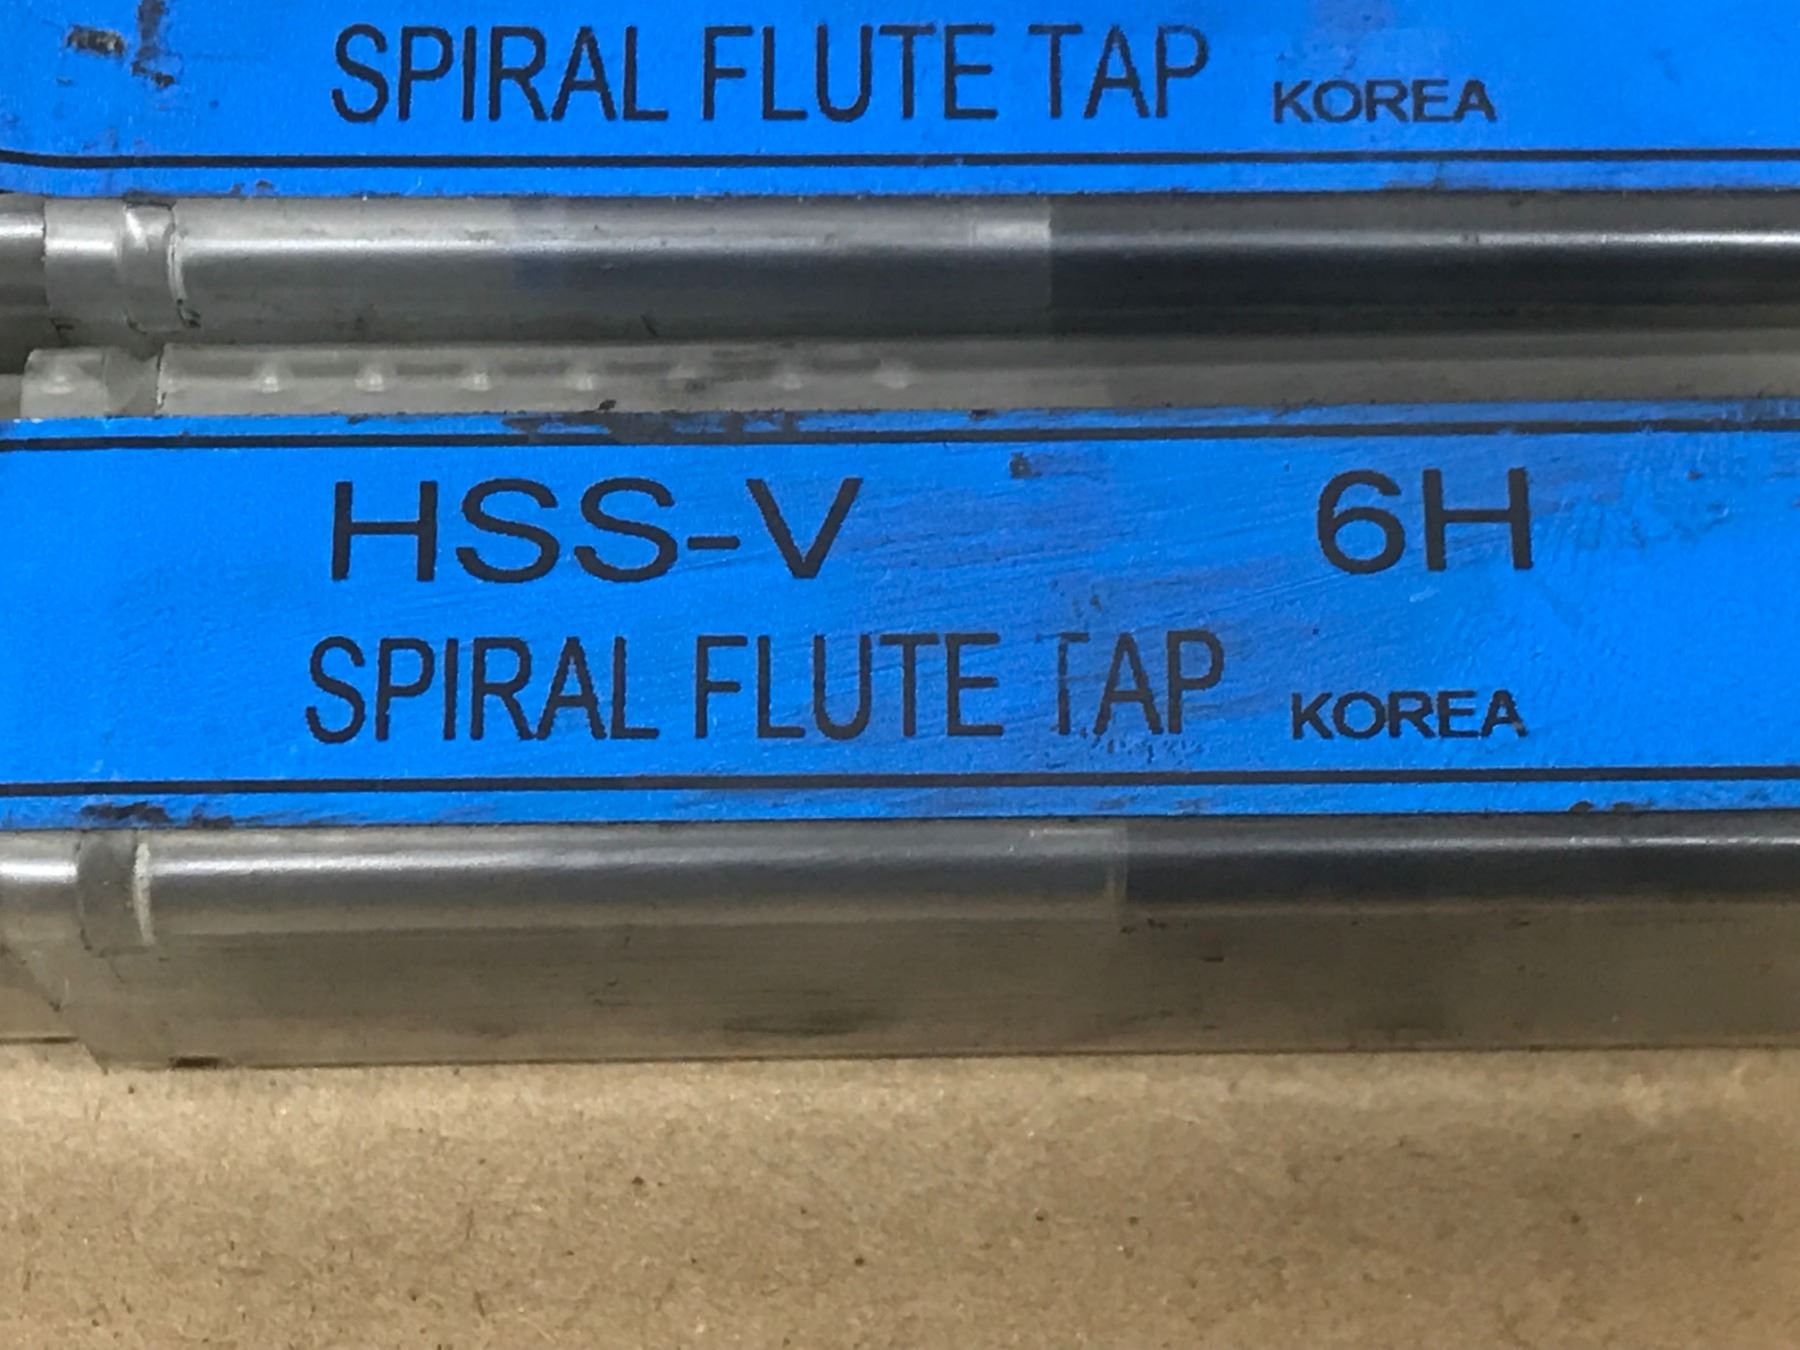 SPIRAL FLUTE TAP KOREA
HSS-V 6H
SPIRAL FLUTE TAP KOREA